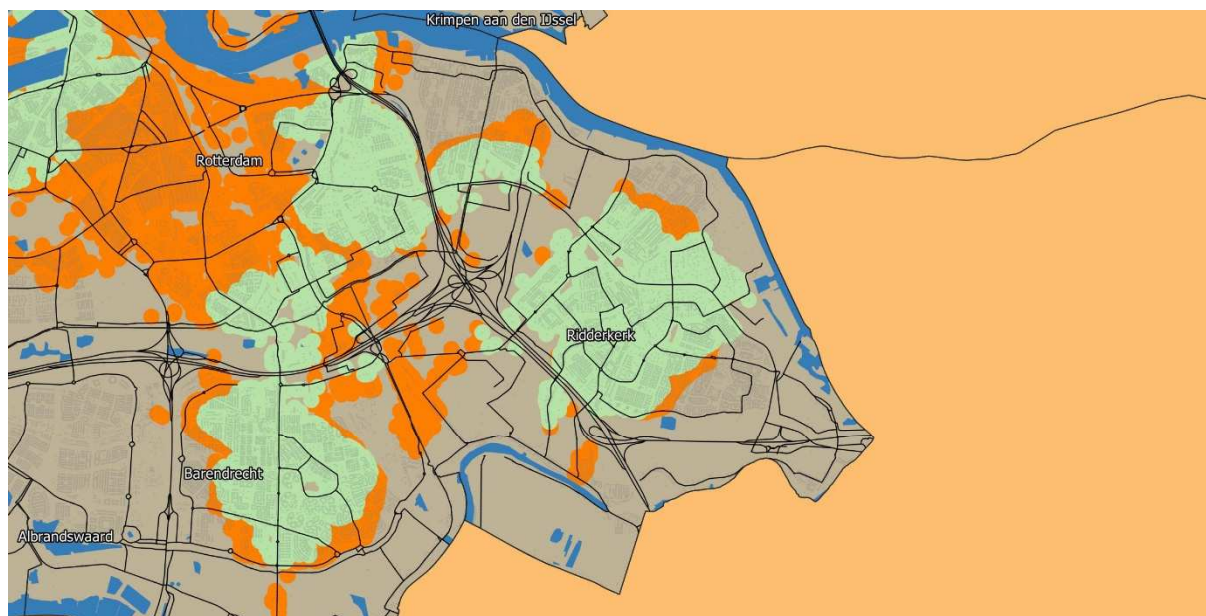 Krimpen aan den IJssel
Rotterdam
Ridderkerk
Barendrecht
Albrandswaard